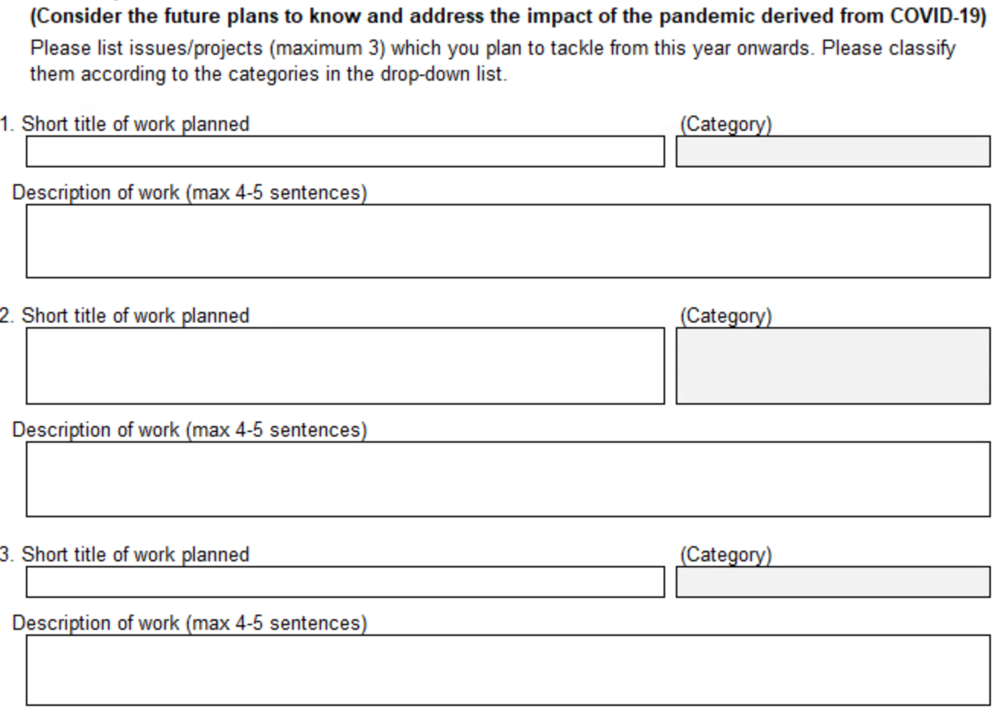 (Consider the future plans to know and address the impact of the pandemic derived from COVID-19)
Please list issues/projects (maximum 3) which you plan to tackle from this year onwards. Please classify
them according to the categories in the drop-down list.
1. Short title of work planned (Category)
Description of work (max 4-5 sentences)
2. Short title of work planned (Category)
Description of work (max 4-5 sentences)
3. Short title of work planned (Category)
Description of work (max 4-5 sentences)